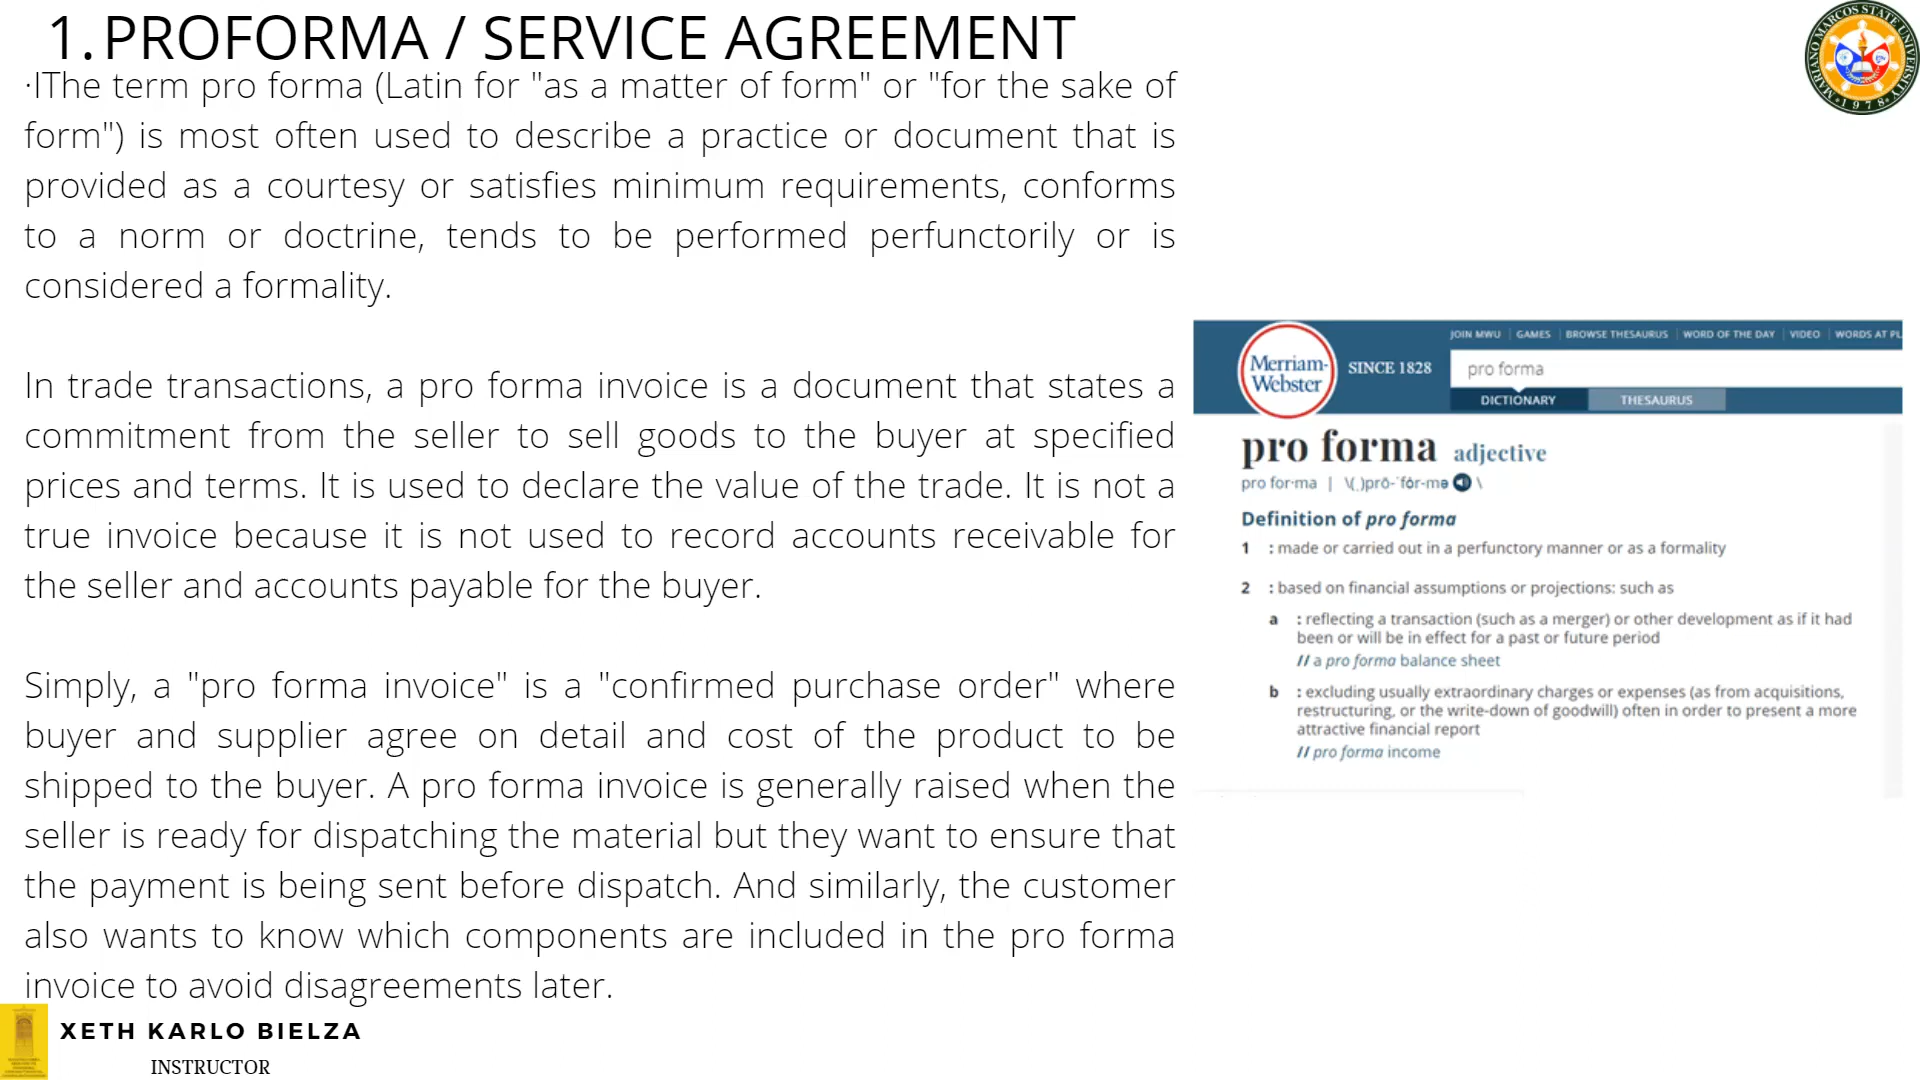 1. PROFORMA / SERVICE AGREEMENT
·lThe term pro forma (Latin for "as a matter of form" or "for the sake of
form") is most often used to describe a practice or document that is
provided as a courtesy or satisfies minimum requirements, conforms
to a norm or doctrine, tends to be performed perfunctorily or is
considered a formality.
In trade transactions, a pro forma invoice is a document that states a
commitment from the seller to sell goods to the buyer at specified
prices and terms. It is used to declare the value of the trade. It is not a
true invoice because it is not used to record accounts receivable for
the seller and accounts payable for the buyer.
Simply, a "pro forma invoice" is a "confirmed purchase order" where
buyer and supplier agree on detail and cost of the product to be
shipped to the buyer. A pro forma invoice is generally raised when the
seller is ready for dispatching the material but they want to ensure that
the payment is being sent before dispatch. And similarly, the customer
also wants to know which components are included in the pro forma
invoice to avoid disagreements later.
MARIANO MARCOS STATE UNIVERSITY
1978
JOIN MWU | GAMES | BROWSE THESAURUS | WORD OF THE DAY | VIDEO | WORDS AT PL
Merriam-
Webster
SINCE 1828
pro forma
DICTIONARY
THESAURUS
pro forma adjective
pro for·ma | \(ˌ)prō-ˈfȯr-mə \
Definition of pro forma
1 : made or carried out in a perfunctory manner or as a formality
2 : based on financial assumptions or projections: such as
a : reflecting a transaction (such as a merger) or other development as if it had
been or will be in effect for a past or future period
// a pro forma balance sheet
b : excluding usually extraordinary charges or expenses (as from acquisitions,
restructuring, or the write-down of goodwill) often in order to present a more
attractive financial report
// pro forma income
XETH KARLO BIELZA
INSTRUCTOR